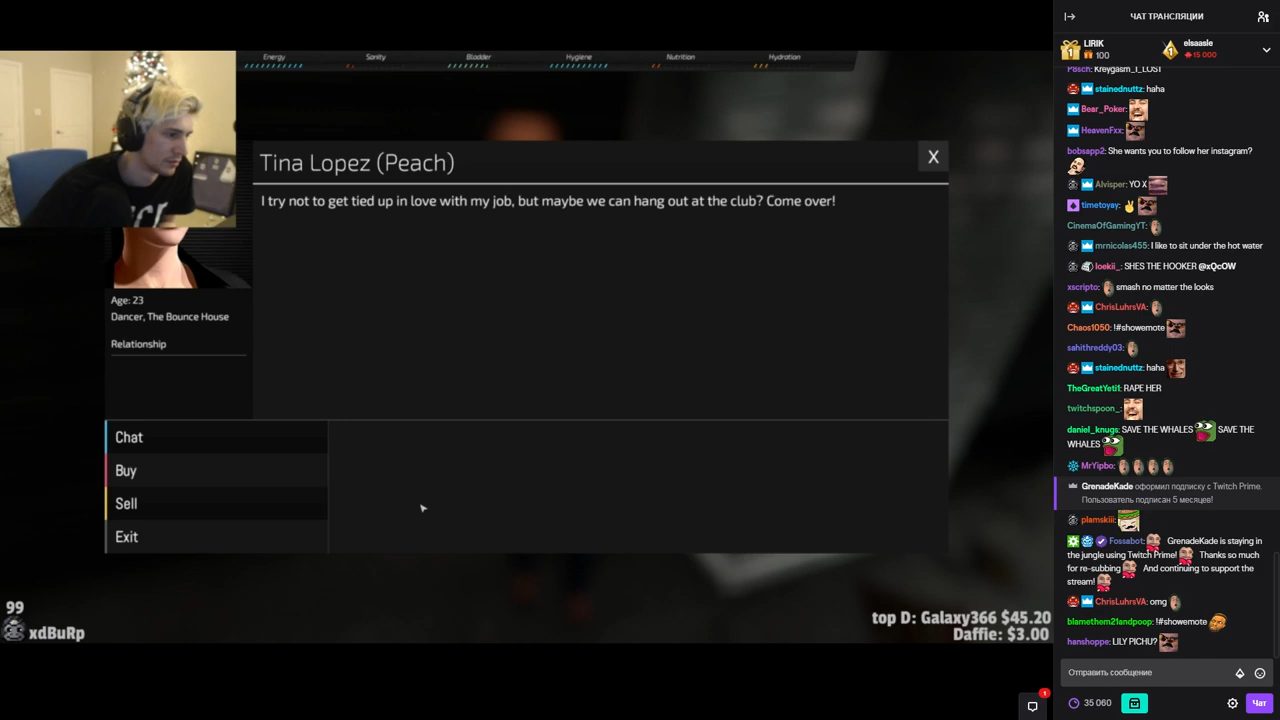 Energy
Sanity
Bladder
Hygiene
Nutrition
Hydration
Tina Lopez (Peach)
X
I try not to get tied up in love with my job, but maybe we can hang out at the club? Come over!
Age: 23
Dancer, The Bounce House
Relationship
Chat
Buy
Sell
Exit
99
xdBuRp
top D: Galaxy366 $45.20
Daffie: $3.00
ЧАТ ТРАНСЛЯЦИИ
1
LIRIK
100
1
elsaasle
15 000
P8sch: Kreygasm_I_LOST
stainednuttz: haha
Bear_Poker:
HeavenFxx:
bobsapp2: She wants you to follow her instagram?
Alvisper: YO X
timetoyay:
CinemaOfGamingYT:
mrnicolas455: I like to sit under the hot water
loekii_: SHES THE HOOKER @xQcOW
xscripto: smash no matter the looks
ChrisLuhrsVA:
Chaos1050: !#showemote
sahithreddy03:
stainednuttz: haha
TheGreatYeti1: RAPE HER
twitchspoon_:
daniel_knugs: SAVE THE WHALES SAVE THE
WHALES
MrYipbo:
GrenadeKade оформил подписку с Twitch Prime.
Пользователь подписан 5 месяцев!
plamskiii:
Fossabot: GrenadeKade is staying in
the jungle using Twitch Prime! Thanks so much
for re-subbing And continuing to support the
stream!
ChrisLuhrsVA: omg
blamethem21andpoop: !#showemote
hanshoppe: LILY PICHU?
Отправить сообщение
1
35 060
Чат